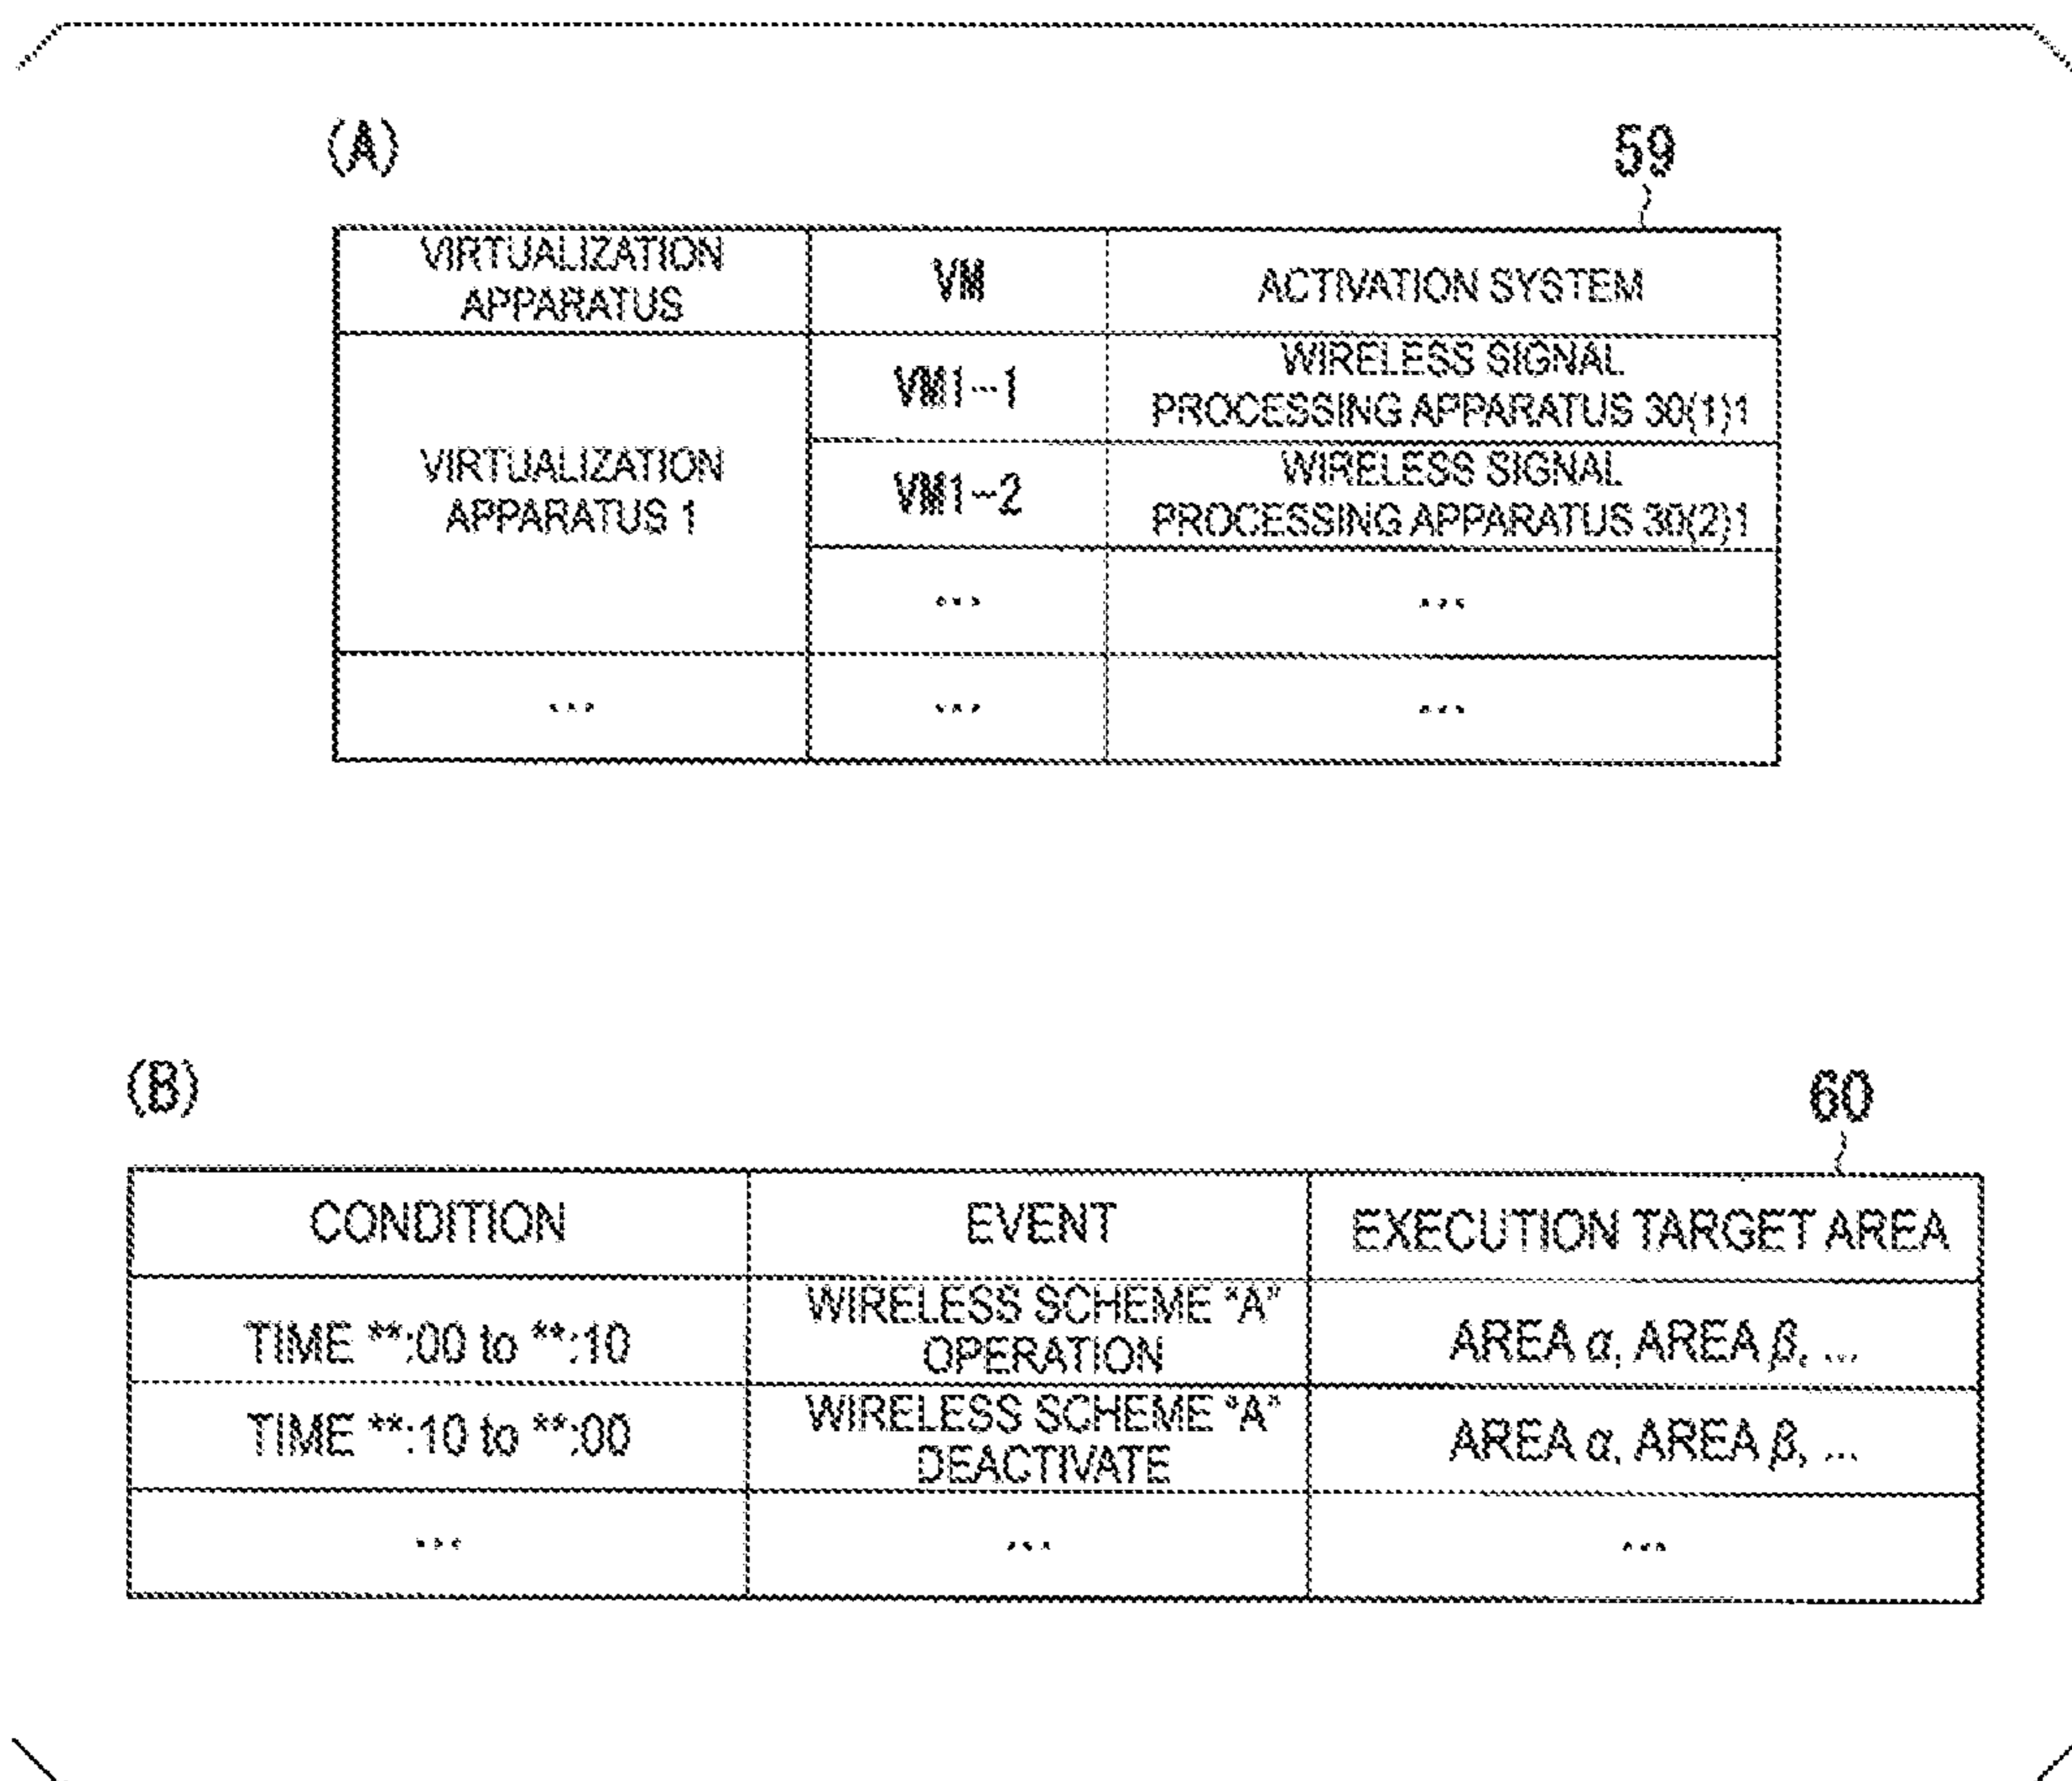 (A)
59
VIRTUALIZATION
APPARATUS
VM
ACTIVATION SYSTEM
VIRTUALIZATION
APPARATUS 1
VM1-1
WIRELESS SIGNAL
PROCESSING APPARATUS 30(1)1
VM1-2
WIRELESS SIGNAL
PROCESSING APPARATUS 30(2)1
...
...
...
...
...
(B)
60
CONDITION
EVENT
EXECUTION TARGET AREA
TIME **:00 to **:10
WIRELESS SCHEME "A"
OPERATION
AREA α, AREA β, ...
TIME **:10 to **:00
WIRELESS SCHEME "A"
DEACTIVATE
AREA α, AREA β, ...
...
...
...